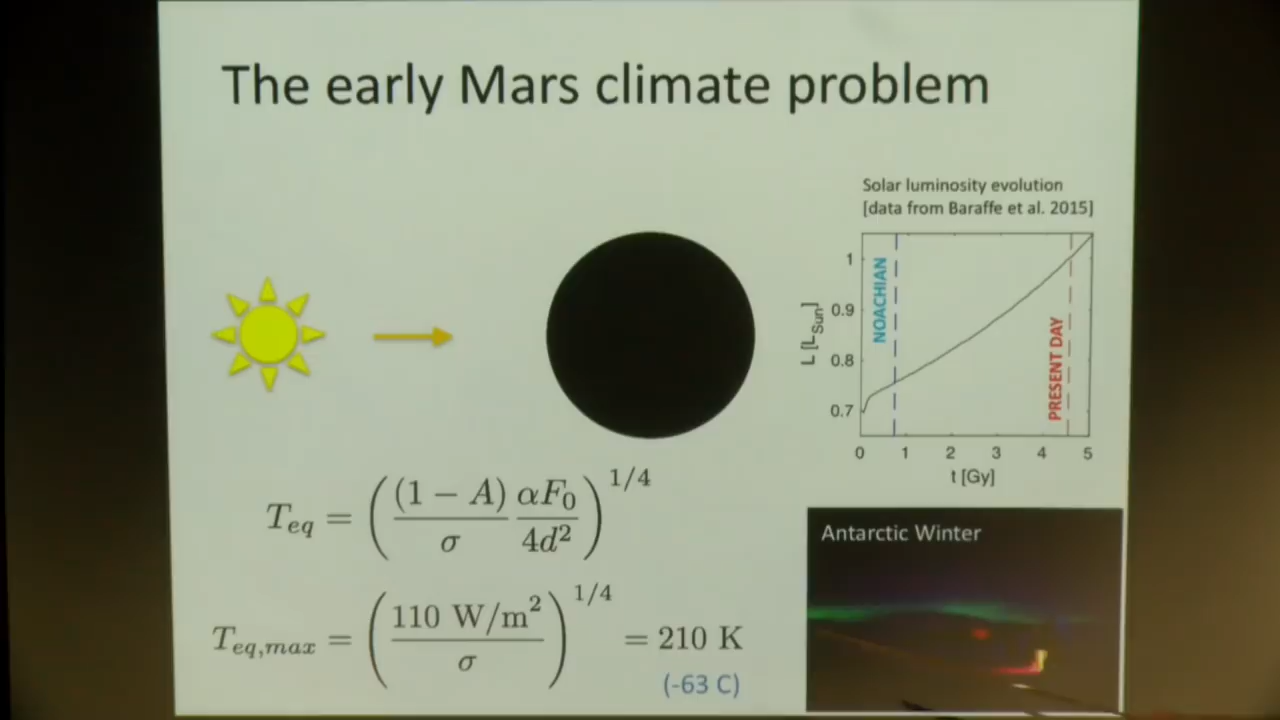 The early Mars climate problem
Solar luminosity evolution
[data from Baraffe et al. 2015]
L [L_Sun]
1
0.9
0.8
0.7
NOACHIAN
PRESENT DAY
0 1 2 3 4 5
t [Gy]
T_eq = ( (1 − A)/σ αF_0/4d² )^1/4
T_eq,max = ( 110 W/m²/σ )^1/4 = 210 K
(-63 C)
Antarctic Winter